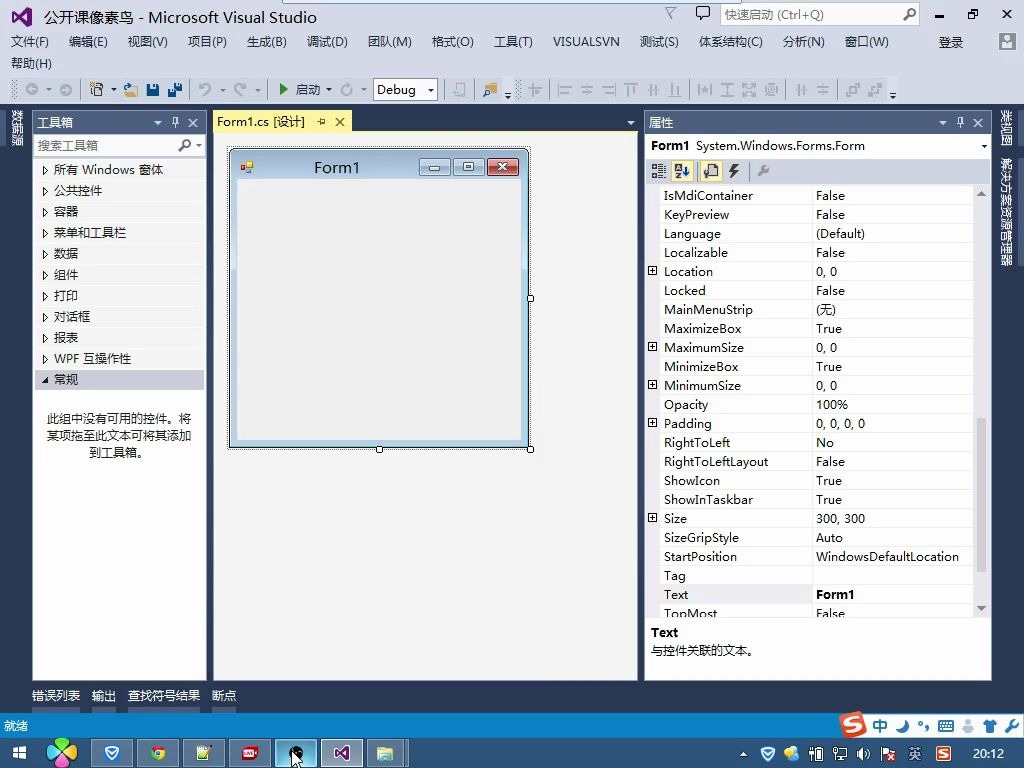 公开课像素鸟 - Microsoft Visual Studio
快速启动 (Ctrl+Q)
文件(F) 编辑(E) 视图(V) 项目(P) 生成(B) 调试(D) 团队(M) 格式(O) 工具(T) VISUALSVN 测试(S) 体系结构(C) 分析(N) 窗口(W) 登录
帮助(H)
启动 Debug
数据源
工具箱
搜索工具箱
所有 Windows 窗体
公共控件
容器
菜单和工具栏
数据
组件
打印
对话框
报表
WPF 互操作性
常规
此组中没有可用的控件。将
某项拖至此文本可将其添加
到工具箱。
Form1.cs [设计]
Form1
属性
Form1 System.Windows.Forms.Form
IsMdiContainer False
KeyPreview False
Language (Default)
Localizable False
Location 0, 0
Locked False
MainMenuStrip (无)
MaximizeBox True
MaximumSize 0, 0
MinimizeBox True
MinimumSize 0, 0
Opacity 100%
Padding 0, 0, 0, 0
RightToLeft No
RightToLeftLayout False
ShowIcon True
ShowInTaskbar True
Size 300, 300
SizeGripStyle Auto
StartPosition WindowsDefaultLocation
Tag
Text Form1
TopMost False
Text
与控件关联的文本。
类视图
解决方案资源管理器
错误列表 输出 查找符号结果 断点
就绪
S 中
英 S 20:12